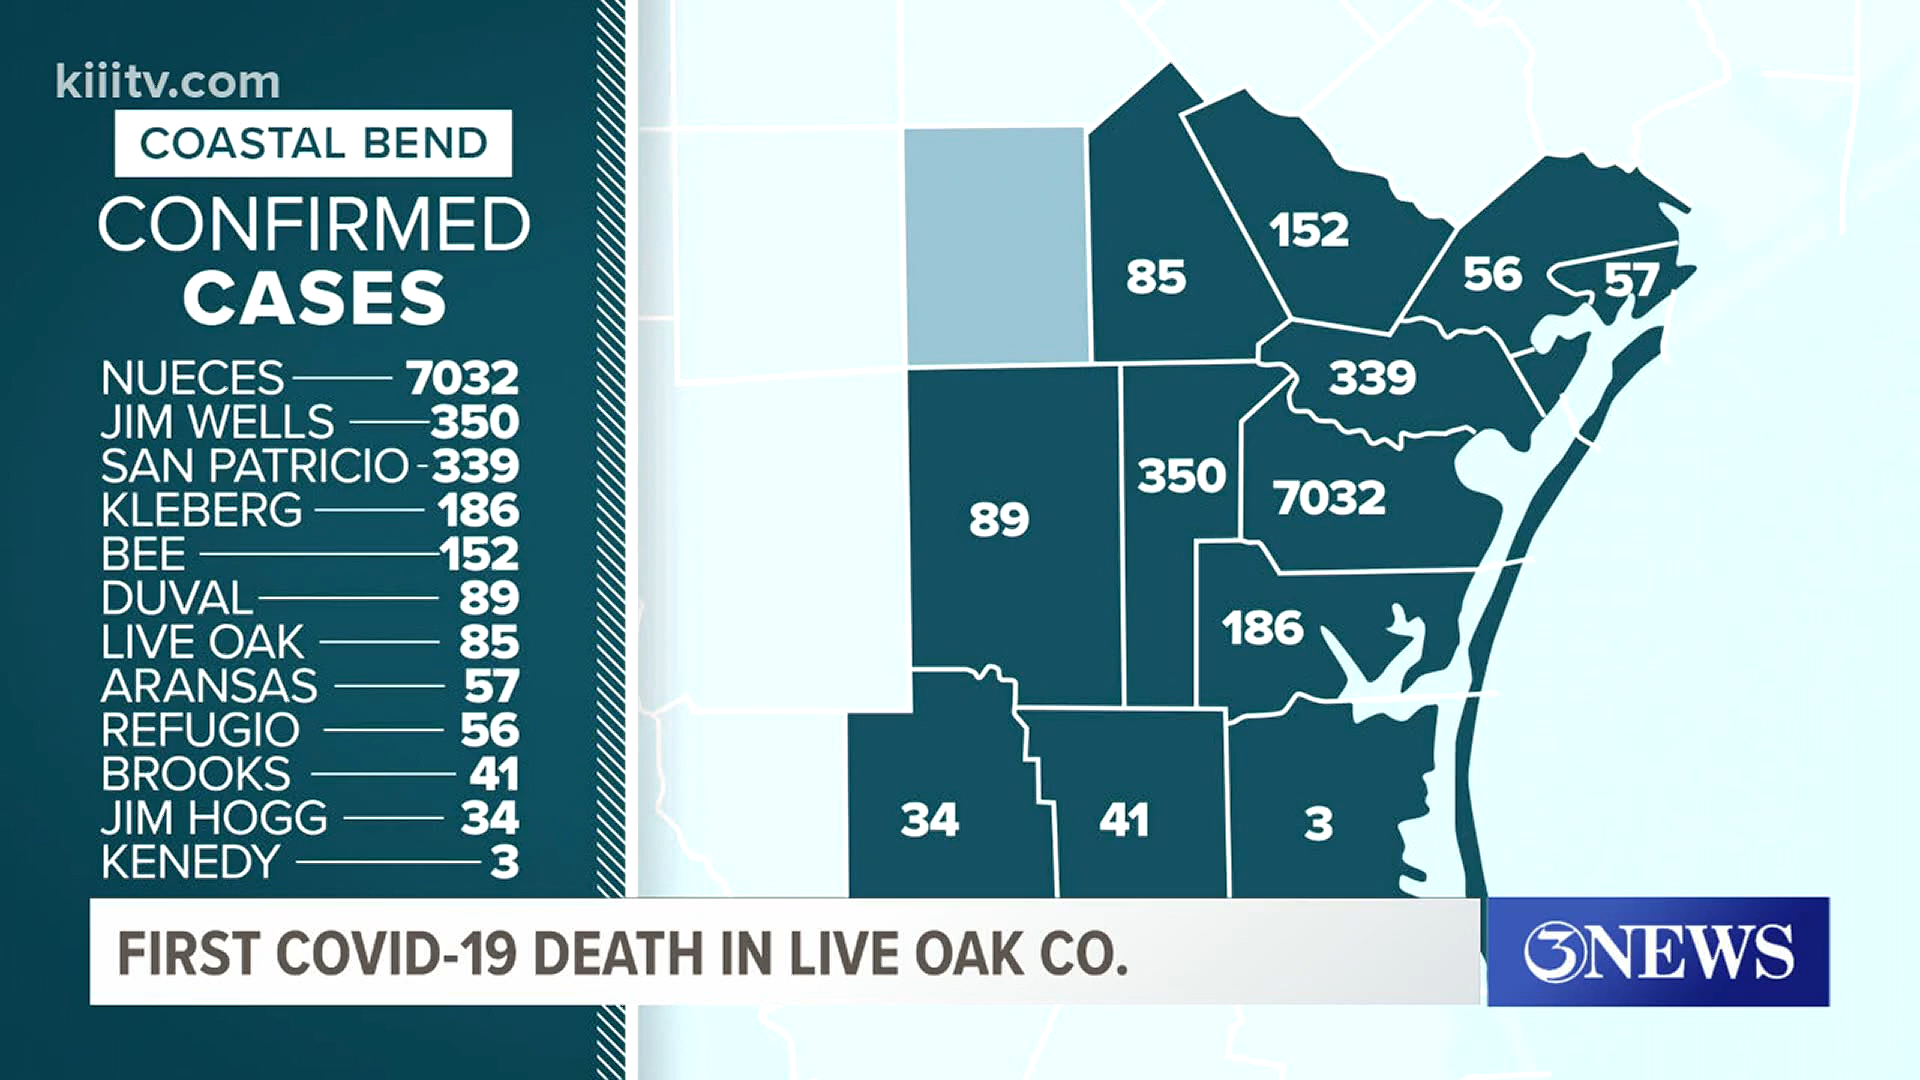 kiiitv.com
COASTAL BEND
CONFIRMED
CASES
NUECES 7032
JIM WELLS 350
SAN PATRICIO 339
KLEBERG 186
BEE 152
DUVAL 89
LIVE OAK 85
ARANSAS 57
REFUGIO 56
BROOKS 41
JIM HOGG 34
KENEDY 3
152
85
56
57
339
350
7032
89
186
34
41
3
FIRST COVID-19 DEATH IN LIVE OAK CO.
3NEWS